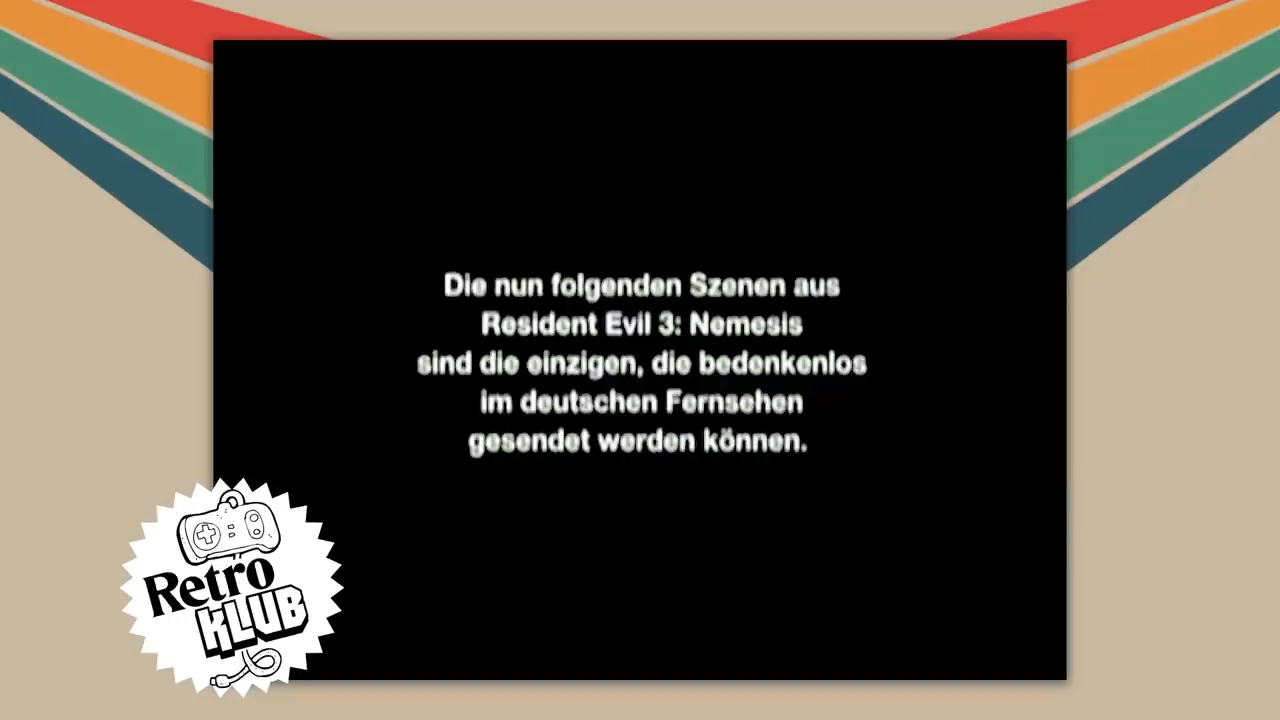 Die nun folgenden Szenen aus
Resident Evil 3: Nemesis
sind die einzigen, die bedenkenlos
im deutschen Fernsehen
gesendet werden können.
Retro
KLUB